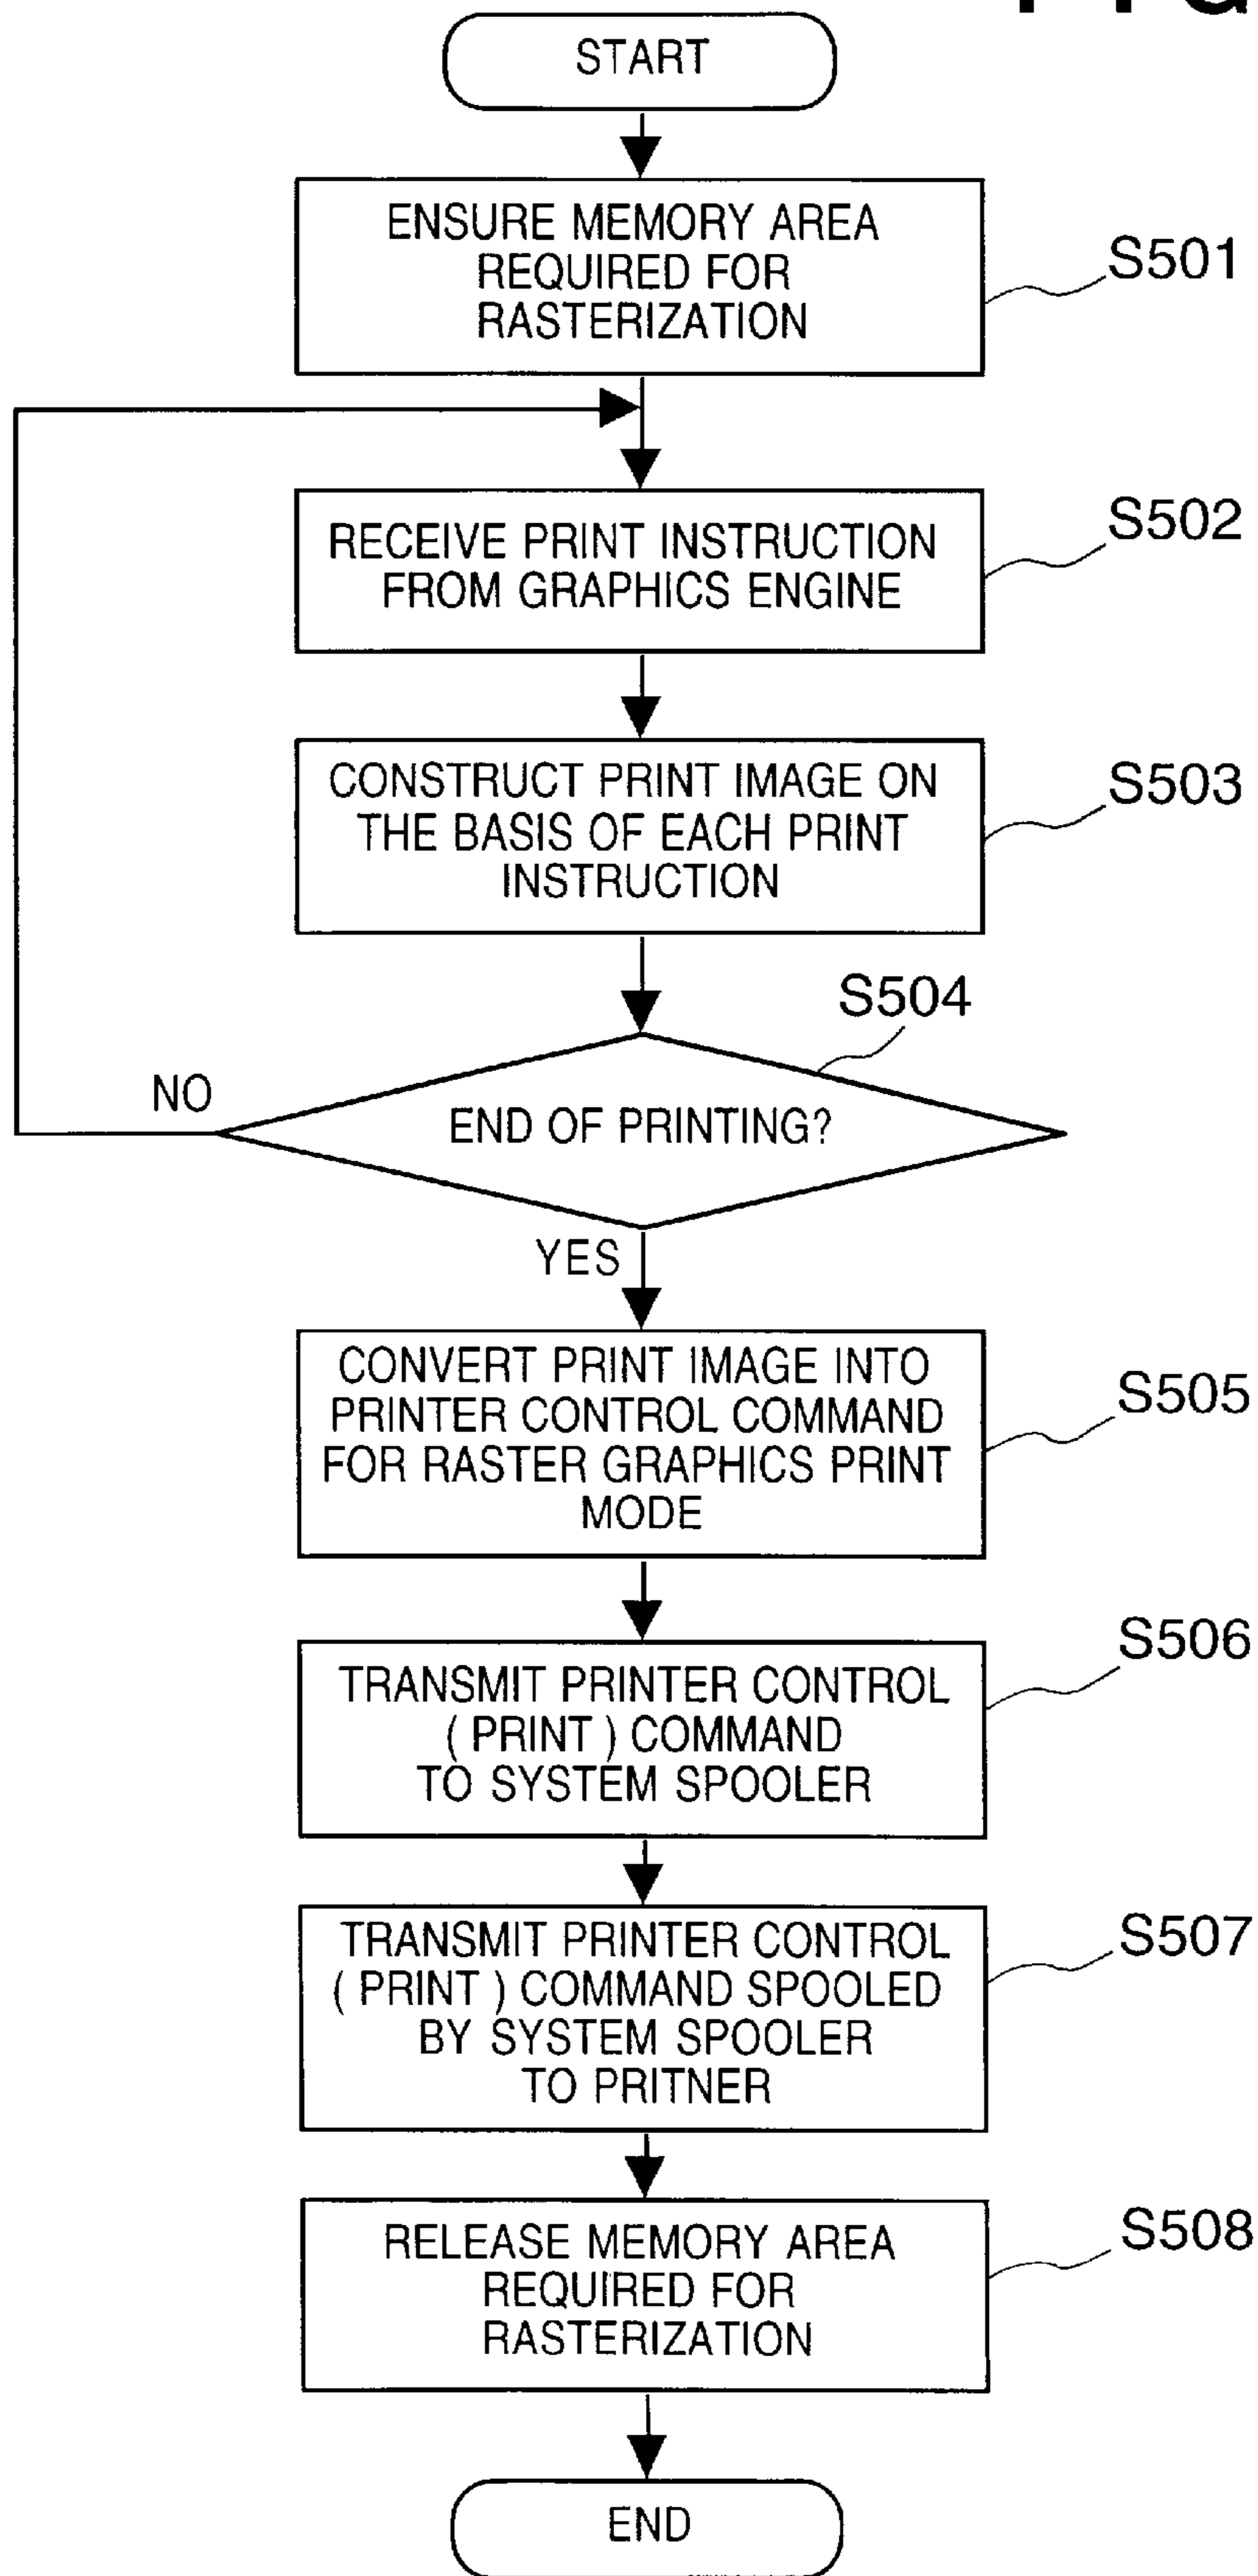 START
ENSURE MEMORY AREA
REQUIRED FOR
RASTERIZATION
S501
RECEIVE PRINT INSTRUCTION
FROM GRAPHICS ENGINE
S502
CONSTRUCT PRINT IMAGE ON
THE BASIS OF EACH PRINT
INSTRUCTION
S503
S504
NO
END OF PRINTING?
YES
CONVERT PRINT IMAGE INTO
PRINTER CONTROL COMMAND
FOR RASTER GRAPHICS PRINT
MODE
S505
TRANSMIT PRINTER CONTROL
( PRINT ) COMMAND
TO SYSTEM SPOOLER
S506
TRANSMIT PRINTER CONTROL
( PRINT ) COMMAND SPOOLED
BY SYSTEM SPOOLER
TO PRITNER
S507
RELEASE MEMORY AREA
REQUIRED FOR
RASTERIZATION
S508
END